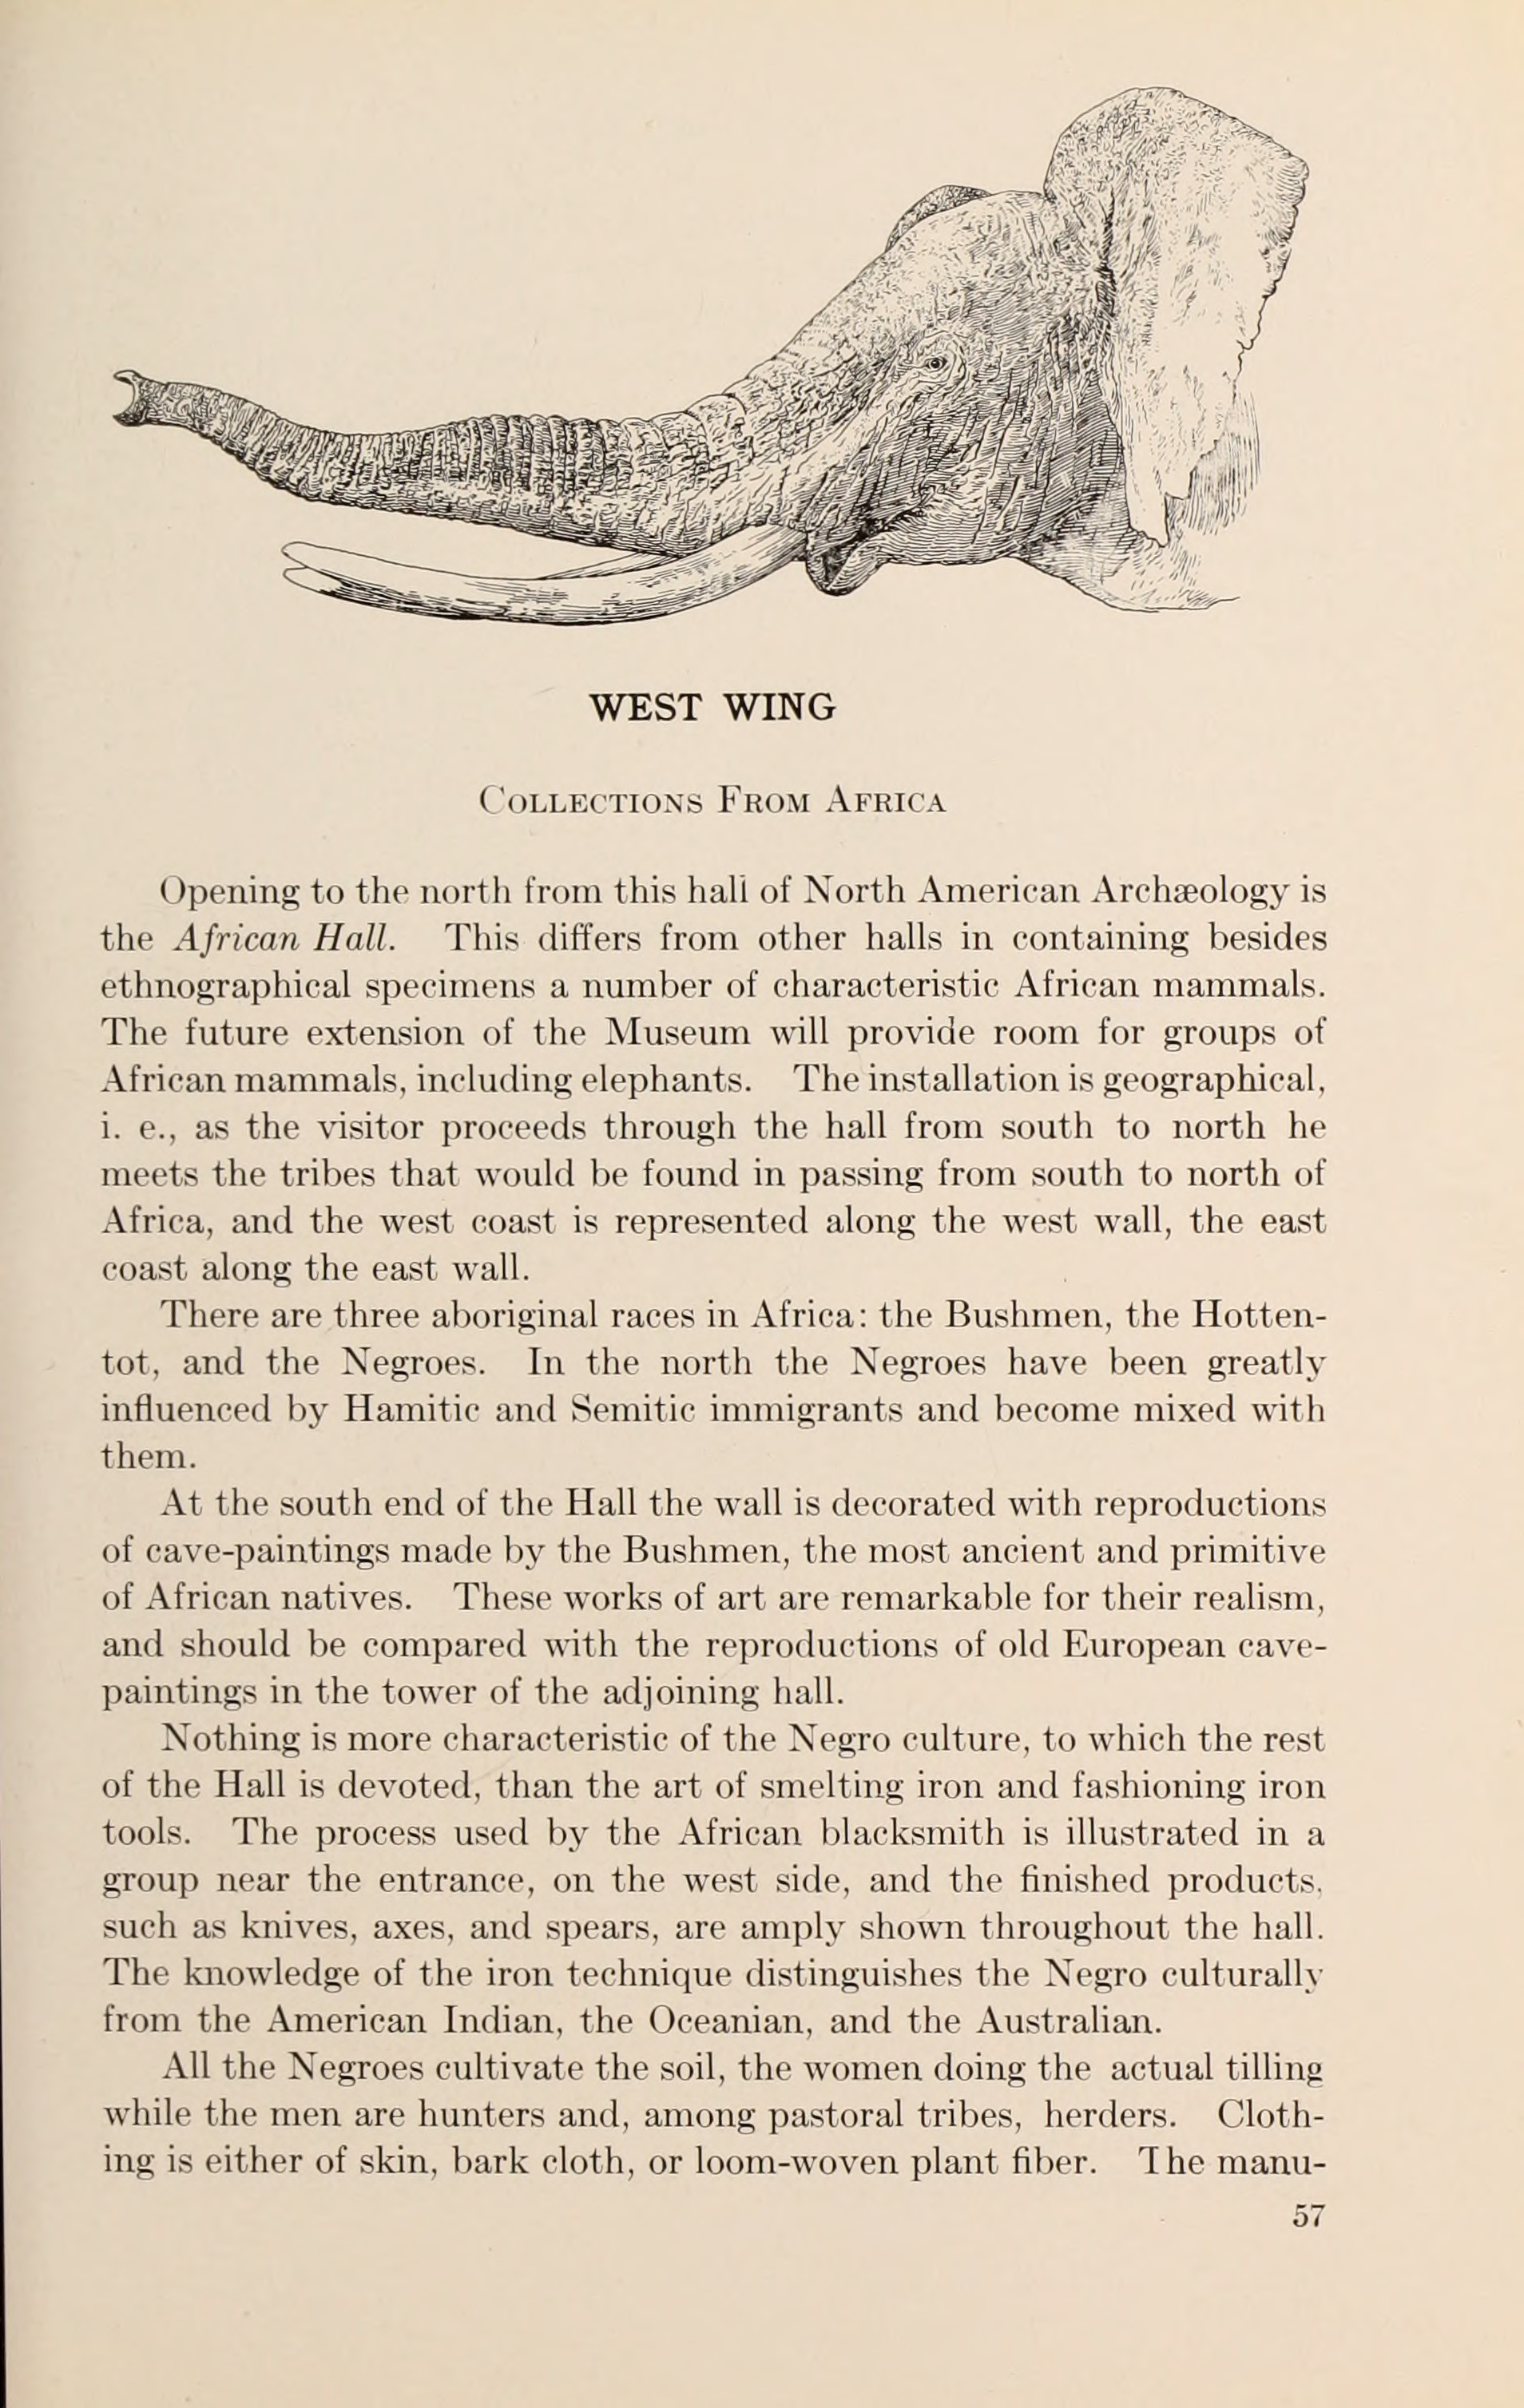 WEST WING
Collections From Africa
Opening to the north from this hall of North American Archæology is
the African Hall. This differs from other halls in containing besides
ethnographical specimens a number of characteristic African mammals.
The future extension of the Museum will provide room for groups of
African mammals, including elephants. The installation is geographical,
i. e., as the visitor proceeds through the hall from south to north he
meets the tribes that would be found in passing from south to north of
Africa, and the west coast is represented along the west wall, the east
coast along the east wall.
There are three aboriginal races in Africa: the Bushmen, the Hotten-
tot, and the Negroes. In the north the Negroes have been greatly
influenced by Hamitic and Semitic immigrants and become mixed with
them.
At the south end of the Hall the wall is decorated with reproductions
of cave-paintings made by the Bushmen, the most ancient and primitive
of African natives. These works of art are remarkable for their realism,
and should be compared with the reproductions of old European cave-
paintings in the tower of the adjoining hall.
Nothing is more characteristic of the Negro culture, to which the rest
of the Hall is devoted, than the art of smelting iron and fashioning iron
tools. The process used by the African blacksmith is illustrated in a
group near the entrance, on the west side, and the finished products,
such as knives, axes, and spears, are amply shown throughout the hall.
The knowledge of the iron technique distinguishes the Negro culturally
from the American Indian, the Oceanian, and the Australian.
All the Negroes cultivate the soil, the women doing the actual tilling
while the men are hunters and, among pastoral tribes, herders. Cloth-
ing is either of skin, bark cloth, or loom-woven plant fiber. The manu-
57